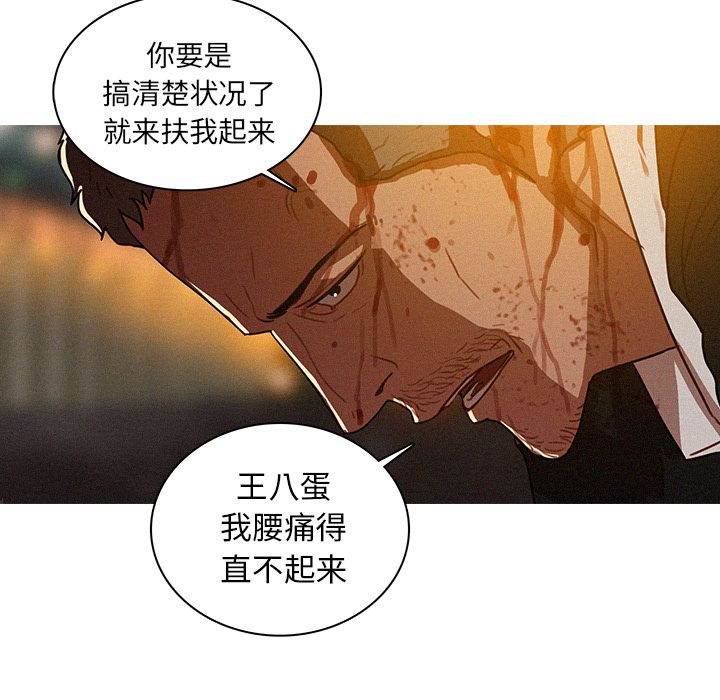 你要是
搞清楚状况了
就来扶我起来
王八蛋
我腰痛得
直不起来